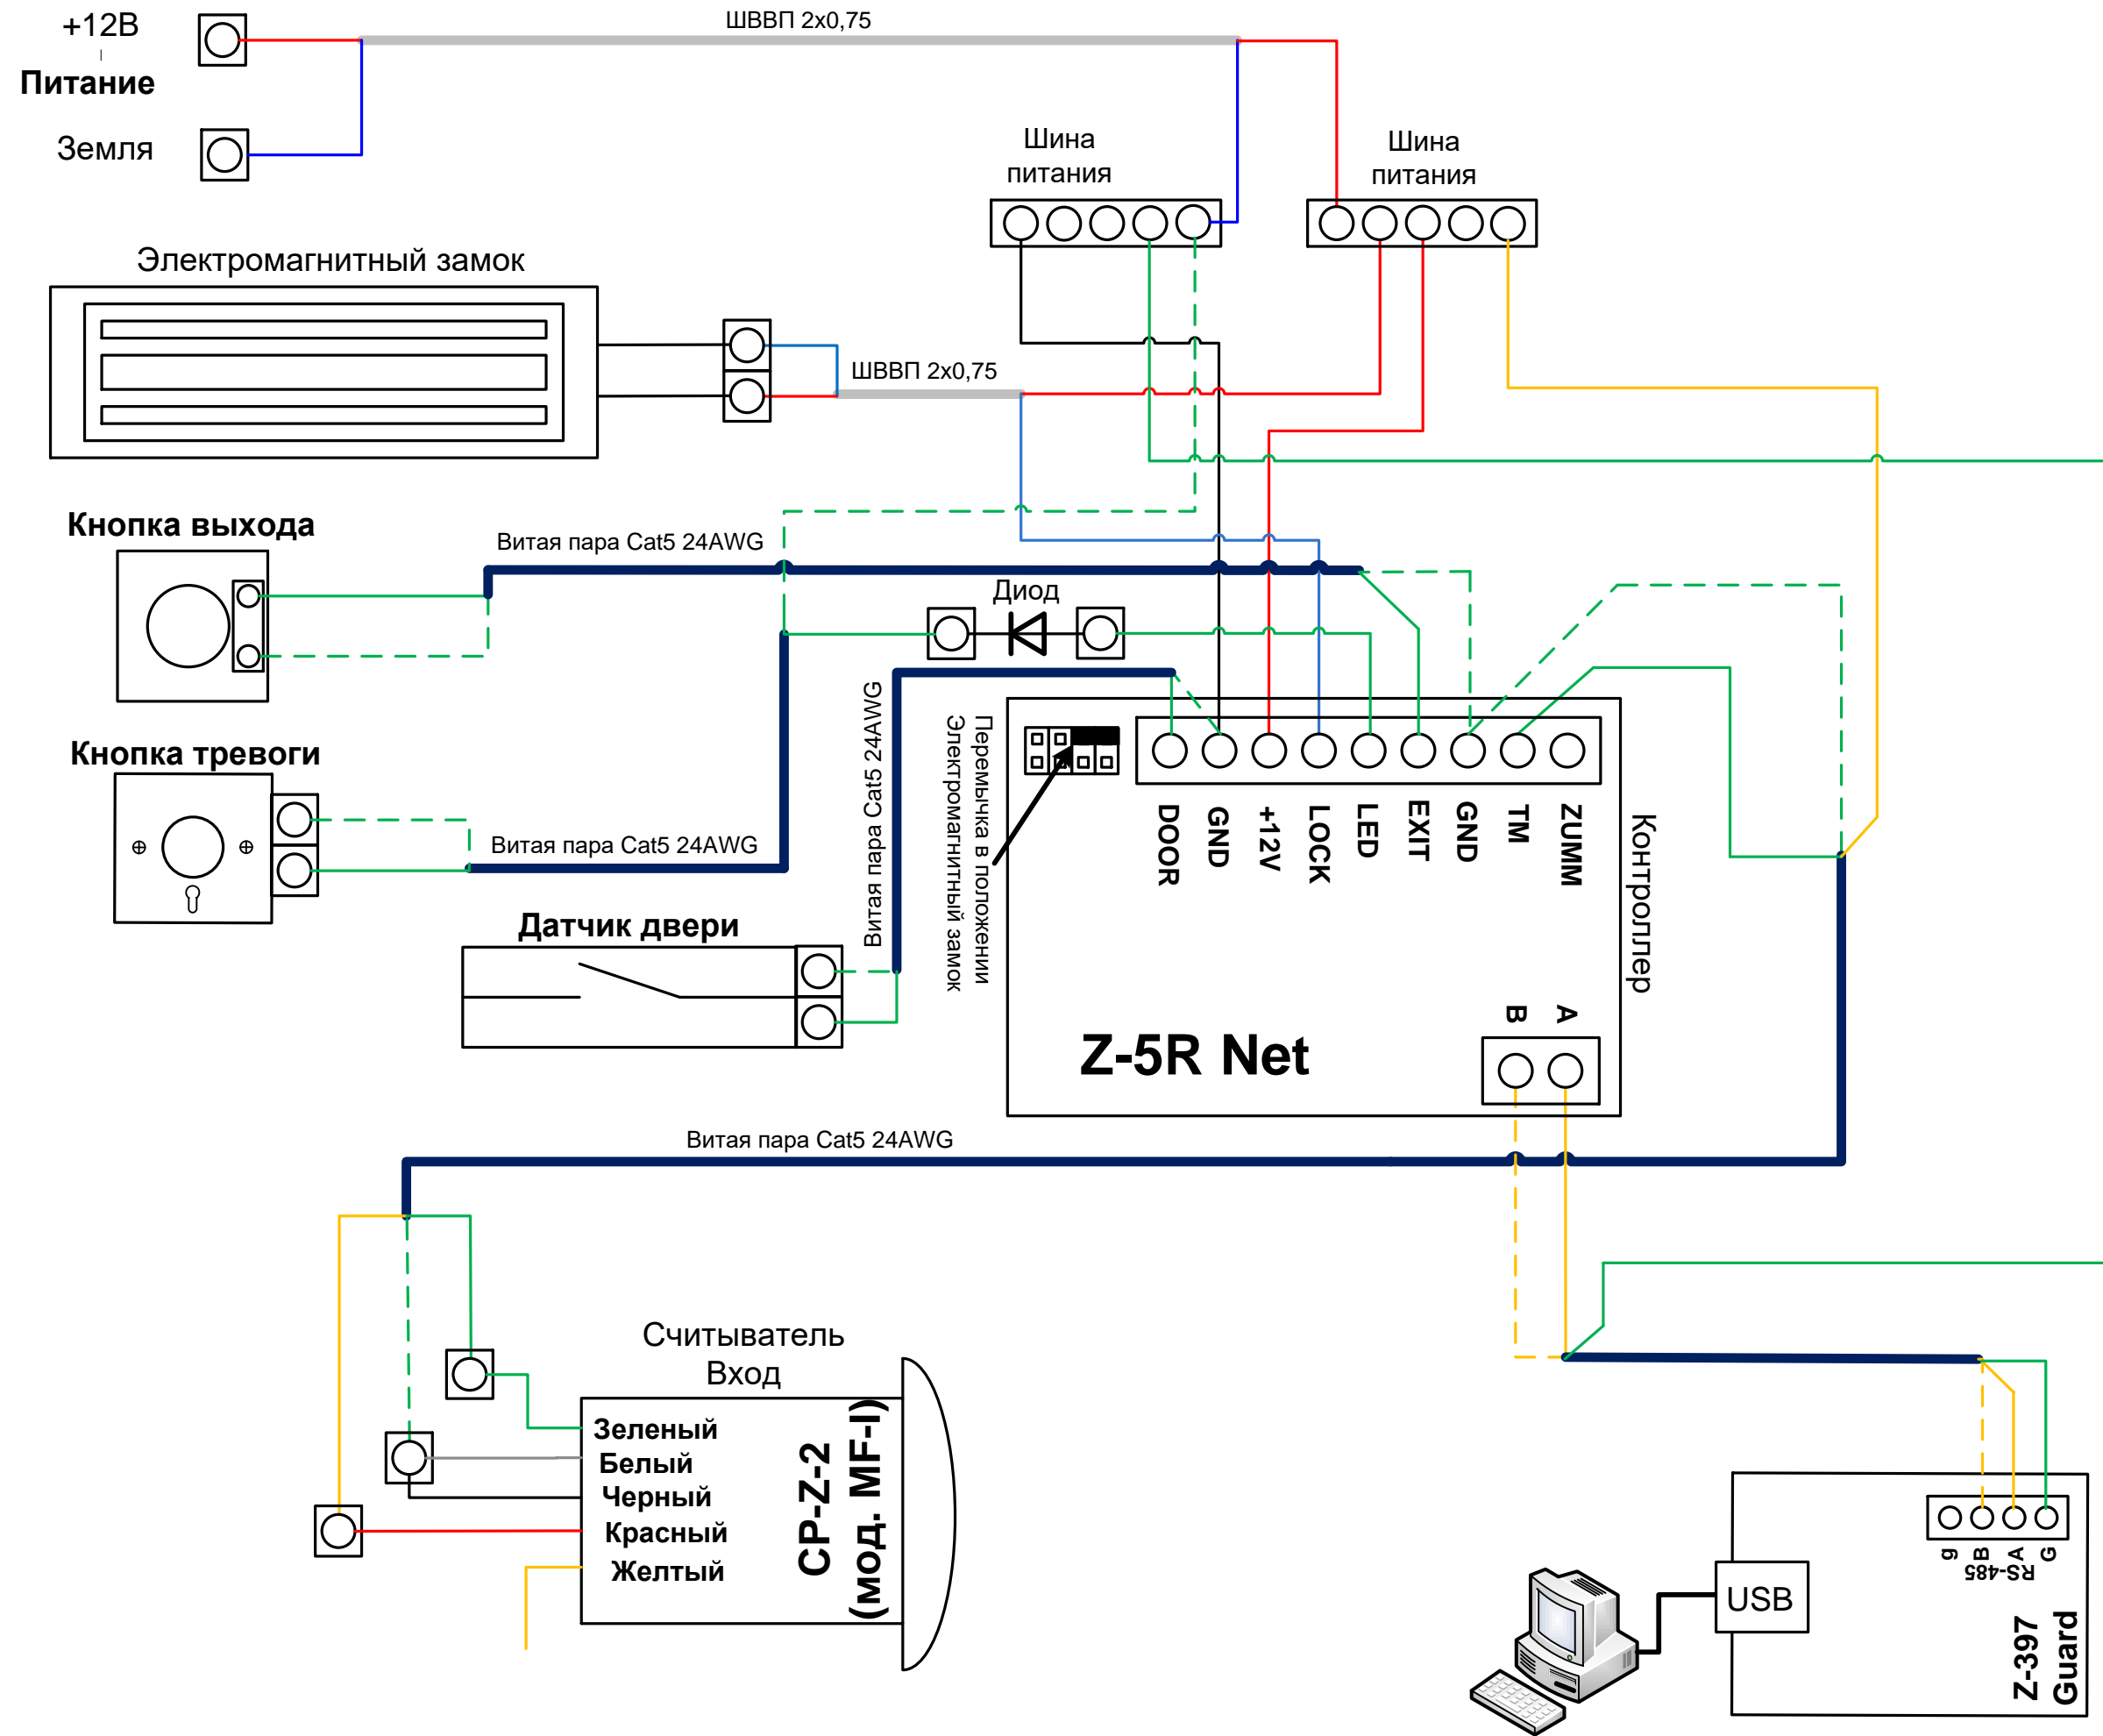 +12В
Питание
Земля
ШВВП 2х0,75
Шина
питания
Шина
питания
Электромагнитный замок
ШВВП 2х0,75
Кнопка выхода
Витая пара Cat5 24AWG
Диод
Кнопка тревоги
Витая пара Cat5 24AWG
Витая пара Cat5 24AWG
Перемычка в положении
Электромагнитный замок
DOOR
GND
+12V
LOCK
LED
EXIT
GND
TM
ZUMM
Контроллер
Датчик двери
B
A
Z-5R Net
Витая пара Cat5 24AWG
Считыватель
Вход
Зеленый
Белый
Черный
Красный
Желтый
CP-Z-2
(мод. MF-I)
g
B
A
G
RS-485
USB
Z-397
Guard